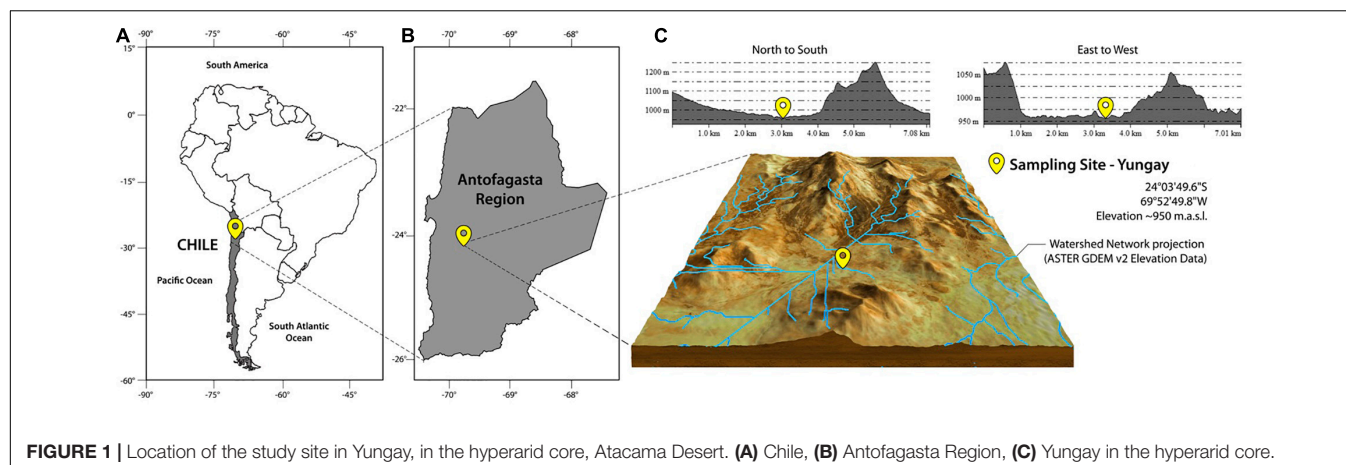 A
B
C
-90°
-75°
-60°
-45°
15°
0°
-15°
-30°
-45°
-60°
South America
CHILE
Pacific Ocean
South Atlantic
Ocean
-90°
-75°
-60°
-45°
-70°
-69°
-68°
-22°
-24°
-26°
Antofagasta
Region
-70°
-69°
-68°
North to South
1200 m
1100 m
1000 m
1.0 km
2.0 km
3.0 km
4.0 km
5.0 km
7.08 km
East to West
1050 m
1000 m
950 m
1.0 km
3.0 km
4.0 km
5.0 km
7.01 km
Sampling Site - Yungay
24°03'49.6"S
69°52'49.8"W
Elevation ~950 m.a.s.l.
Watershed Network projection
(ASTER GDEM v2 Elevation Data)
FIGURE 1 | Location of the study site in Yungay, in the hyperarid core, Atacama Desert. (A) Chile, (B) Antofagasta Region, (C) Yungay in the hyperarid core.